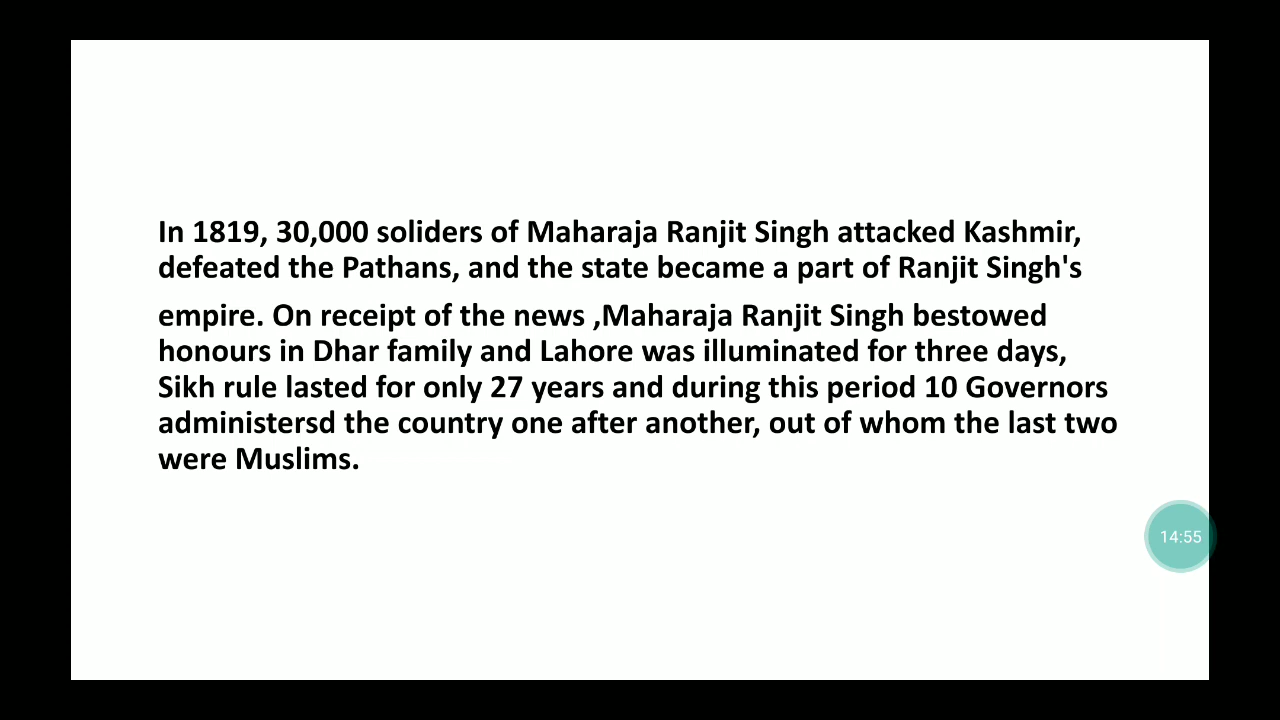 In 1819, 30,000 soliders of Maharaja Ranjit Singh attacked Kashmir,
defeated the Pathans, and the state became a part of Ranjit Singh's
empire. On receipt of the news ,Maharaja Ranjit Singh bestowed
honours in Dhar family and Lahore was illuminated for three days,
Sikh rule lasted for only 27 years and during this period 10 Governors
administersd the country one after another, out of whom the last two
were Muslims.
14:55